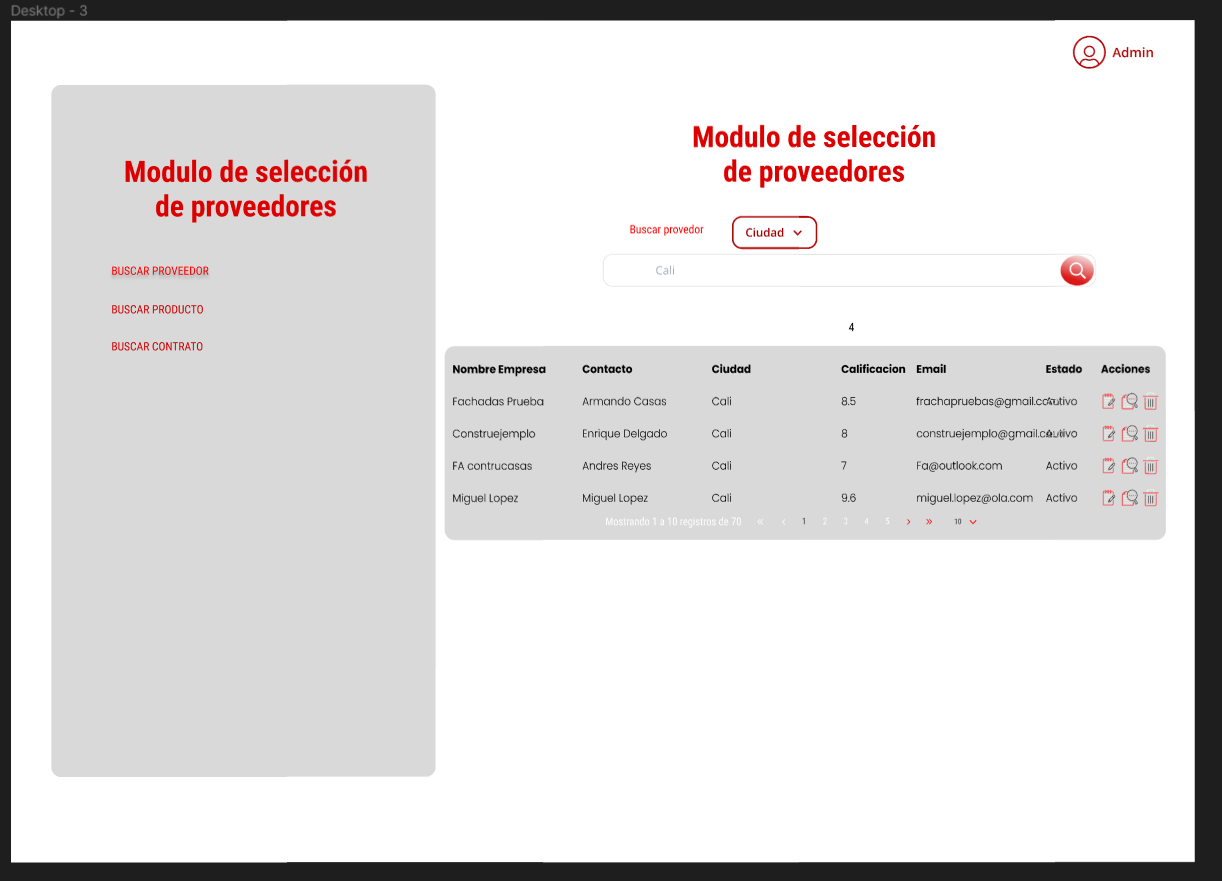 Desktop - 3
Admin
Modulo de selección
de proveedores
BUSCAR PROVEEDOR
BUSCAR PRODUCTO
BUSCAR CONTRATO
Modulo de selección
de proveedores
Buscar provedor
Ciudad
Cali
4
Nombre Empresa Contacto Ciudad Calificacion Email Estado Acciones
Fachadas Prueba Armando Casas Cali 8.5 frachapruebas@gmail.com Activo
Construejemplo Enrique Delgado Cali 8 construejemplo@gmail.com Activo
FA contrucasas Andres Reyes Cali 7 Fa@outlook.com Activo
Miguel Lopez Miguel Lopez Cali 9.6 miguel.lopez@ola.com Activo
Mostrando 1 a 10 registros de 70 « ‹ 1 2 3 4 5 › » 10